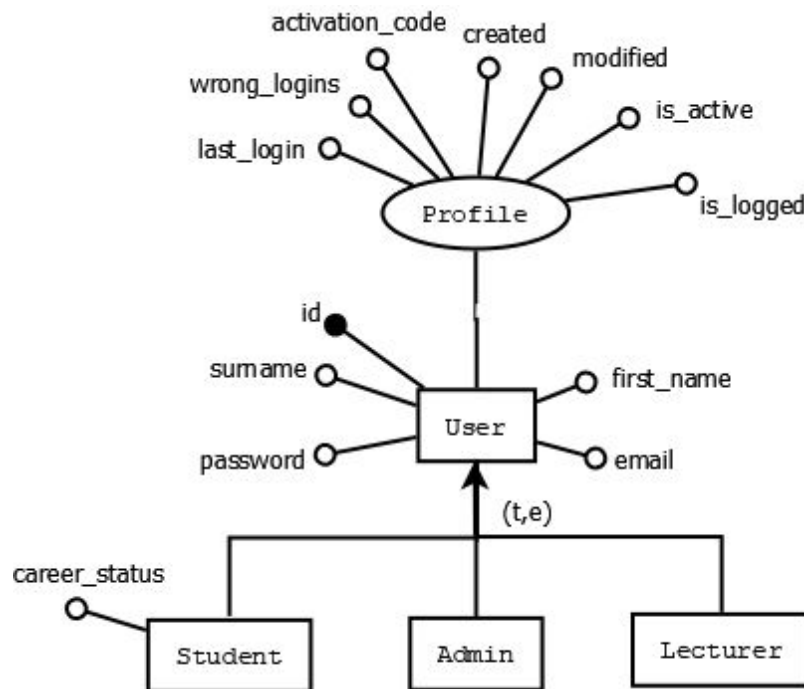 activation_code
created
modified
wrong_logins
is_active
last_login
is_logged
Profile
id
surname
first_name
User
password
email
(t,e)
career_status
Student
Admin
Lecturer